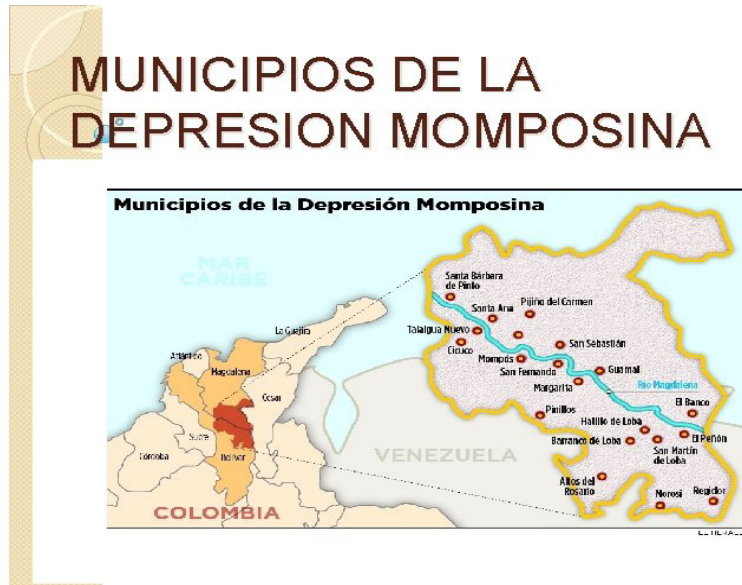 MUNICIPIOS DE LA
DEPRESION MOMPOSINA
Municipios de la Depresión Momposina
MAR
CARIBE
La Guajira
Atlántico
Magdalena
Cesar
Sucre
Córdoba
Bolívar
COLOMBIA
VENEZUELA
Santa Bárbara
de Pinto
Santa Ana
Pijiño del Carmen
Talaigua Nuevo
Cicuco
San Sebastián
Mompós
San Fernando
Guamal
Margarita
Río Magdalena
Pinillos
El Banco
Hatillo de Loba
Barranco de Loba
El Peñón
San Martín
de Loba
Altos del
Rosario
Norosí
Regidor